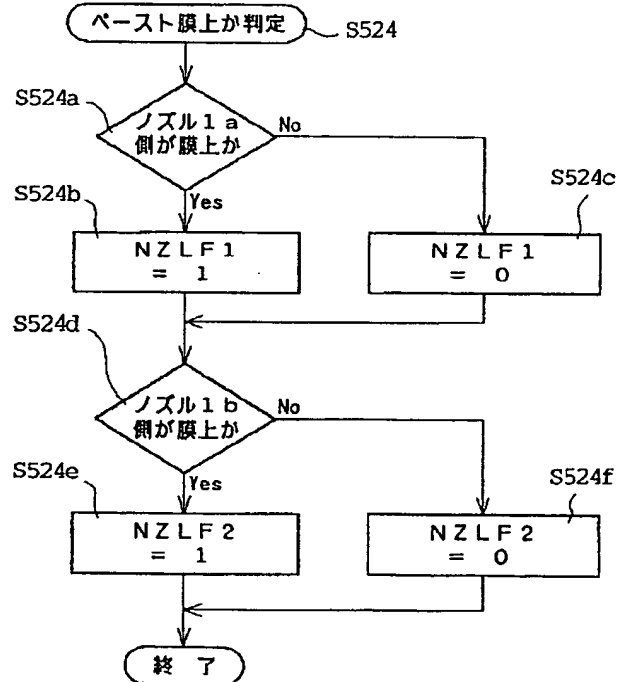 ペースト膜上か判定
S524
S524a
ノズル1a
側が膜上か
No
Yes
S524b
NZLF1
= 1
S524c
NZLF1
= 0
S524d
ノズル1b
側が膜上か
No
Yes
S524e
NZLF2
= 1
S524f
NZLF2
= 0
終 了